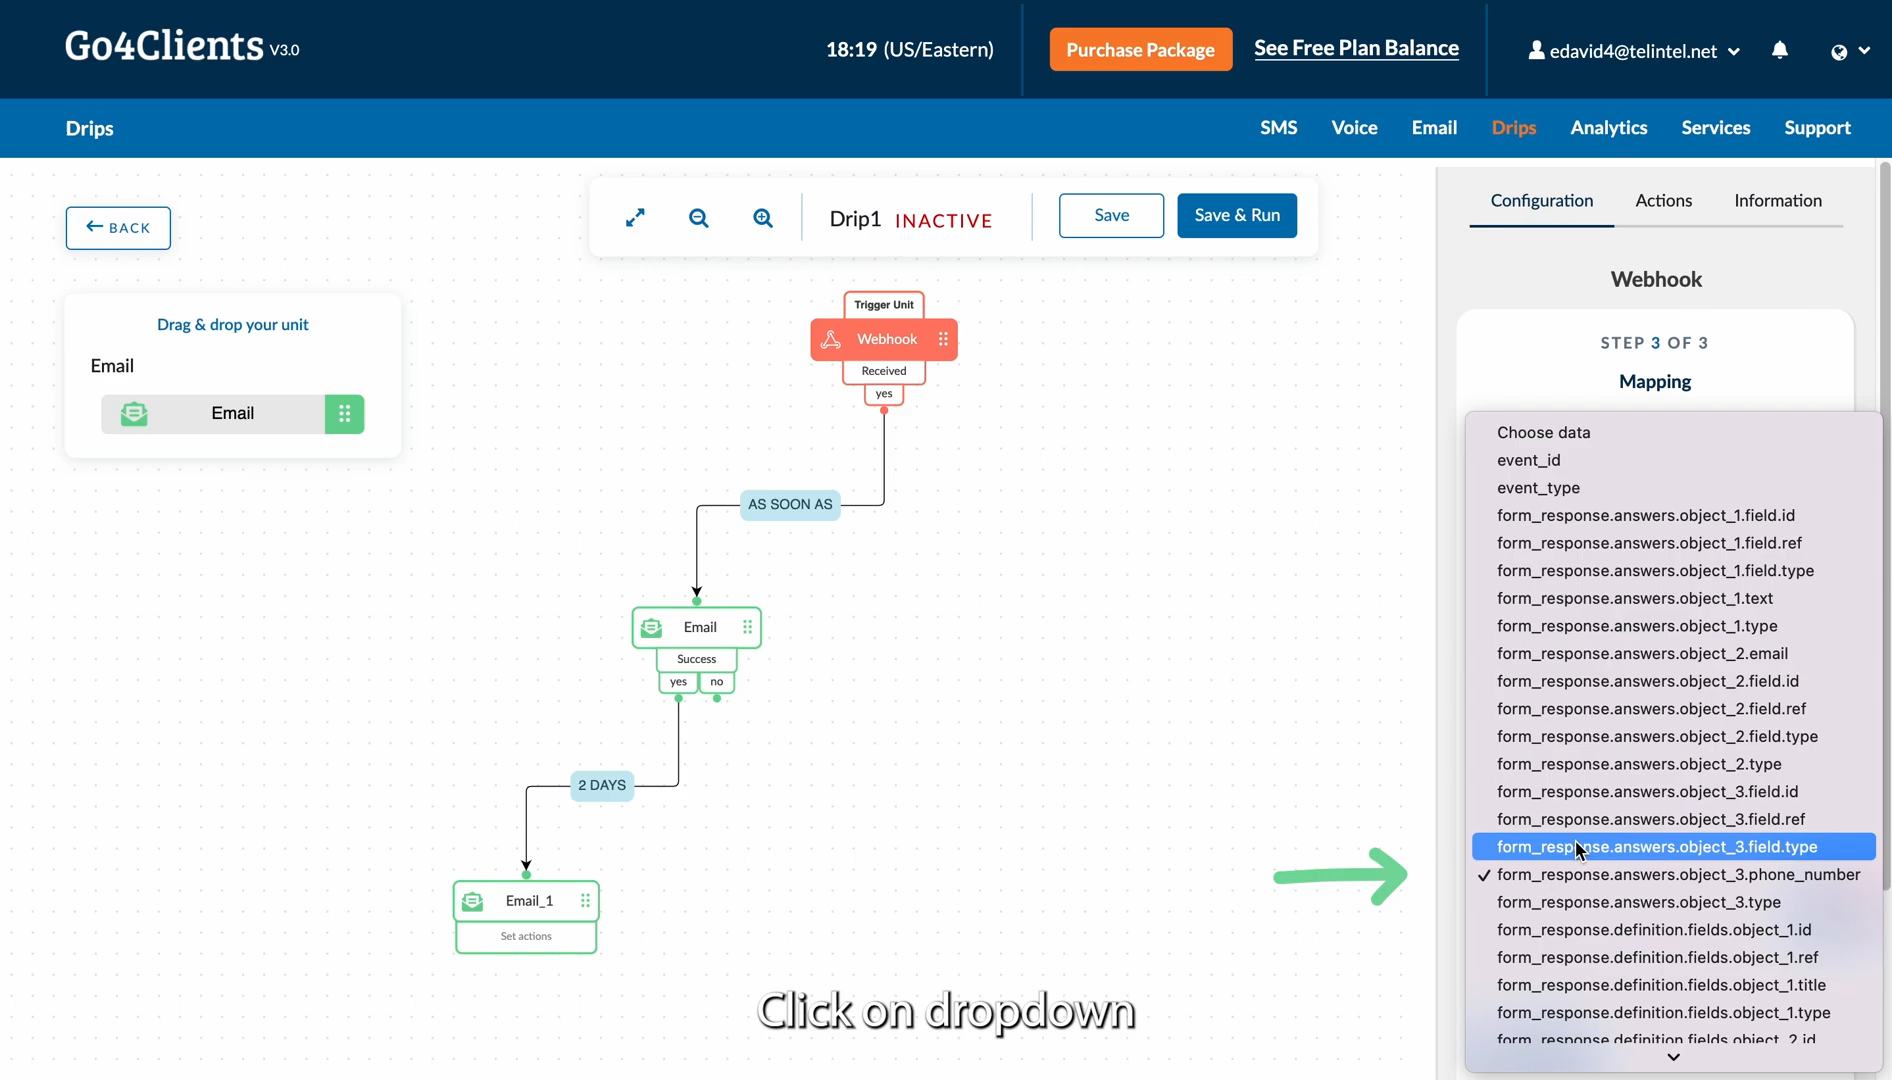 Go4Clients V3.0
18:19 (US/Eastern)
Purchase Package
See Free Plan Balance
edavid4@telintel.net
Drips
SMS
Voice
Email
Drips
Analytics
Services
Support
BACK
Drip1 INACTIVE
Save
Save & Run
Configuration
Actions
Information
Drag & drop your unit
Email
Email
Trigger Unit
Webhook
Received
yes
AS SOON AS
Email
Success
yes
no
2 DAYS
Email_1
Set actions
Click on dropdown
Webhook
STEP 3 OF 3
Mapping
Choose data
event_id
event_type
form_response.answers.object_1.field.id
form_response.answers.object_1.field.ref
form_response.answers.object_1.field.type
form_response.answers.object_1.text
form_response.answers.object_1.type
form_response.answers.object_2.email
form_response.answers.object_2.field.id
form_response.answers.object_2.field.ref
form_response.answers.object_2.field.type
form_response.answers.object_2.type
form_response.answers.object_3.field.id
form_response.answers.object_3.field.ref
form_response.answers.object_3.field.type
form_response.answers.object_3.phone_number
form_response.answers.object_3.type
form_response.definition.fields.object_1.id
form_response.definition.fields.object_1.ref
form_response.definition.fields.object_1.title
form_response.definition.fields.object_1.type
form_response.definition.fields.object_2.id